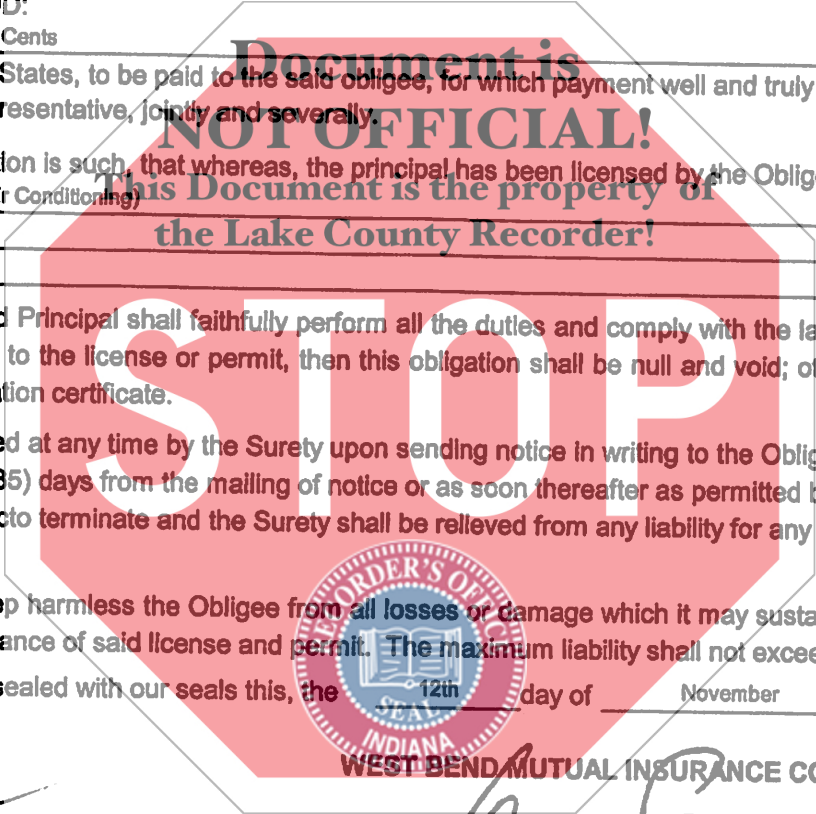 D:
Cents
Document is
States, to be paid to the said obligee, for which payment well and truly
resentative, jointly and severally.
NOT OFFICIAL!
ion is such, that whereas, the principal has been licensed by the Oblig
This Document is the property of
r Conditioning)
the Lake County Recorder!
STOP
d Principal shall faithfully perform all the duties and comply with the la
to the license or permit, then this obligation shall be null and void; ot
tion certificate.
ed at any time by the Surety upon sending notice in writing to the Oblig
35) days from the mailing of notice or as soon thereafter as permitted b
cto terminate and the Surety shall be relieved from any liability for any
RECORDER'S OFFICE
p harmless the Obligee from all losses or damage which it may susta
ance of said license and permit. The maximum liability shall not excee
sealed with our seals this, the 12th day of November
SEAL
INDIANA
WEST BEND MUTUAL INSURANCE CO